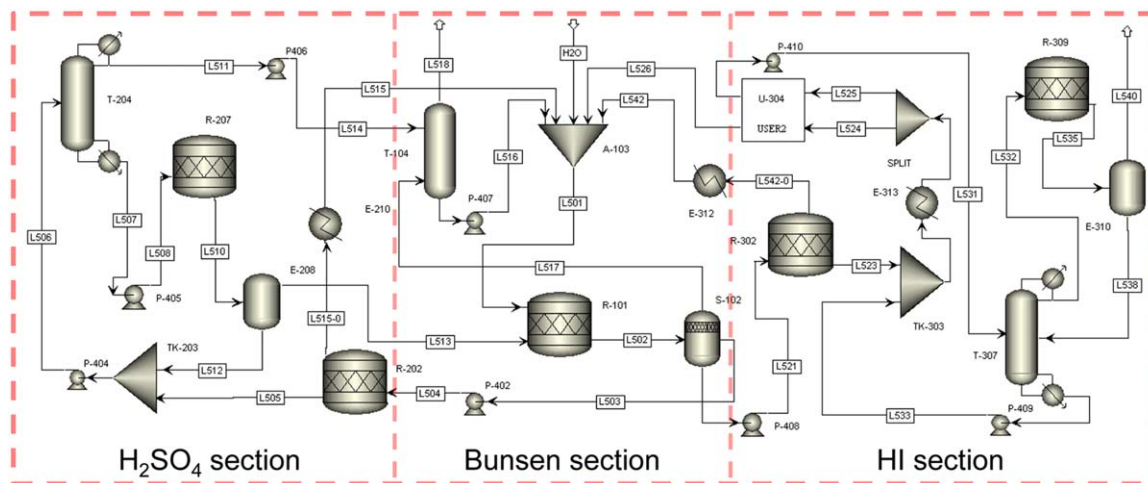 P406
L511
T-204
R-207
L506
L507
L508
L510
P-405
E-208
TK-203
P-404
L512
L505
L515
L514
L515-0
R-202
L513
H2SO4 section
L518
H2O
L526
L542
T-104
L516
A-103
P-407
E-210
L501
L517
R-101
S-102
L502
L504
P-402
L503
P-408
E-312
Bunsen section
P-410
U-304
USER2
L525
L524
SPLIT
E-313
L542-0
R-302
L523
TK-303
L521
L533
P-409
L531
R-309
L532
L535
L540
E-310
L538
T-307
HI section